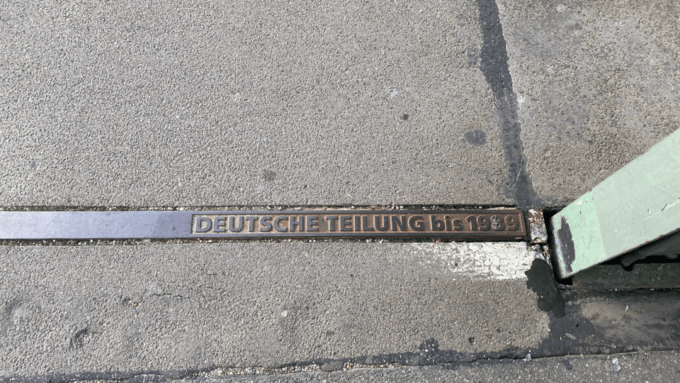 DEUTSCHE TEILUNG bis 1989